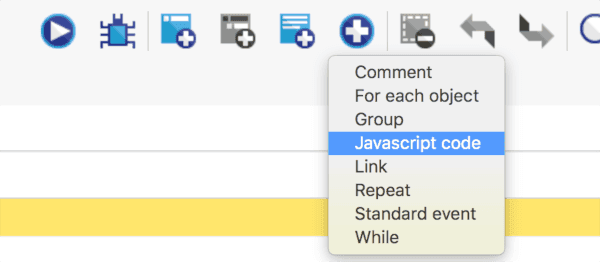 Comment
For each object
Group
Javascript code
Link
Repeat
Standard event
While